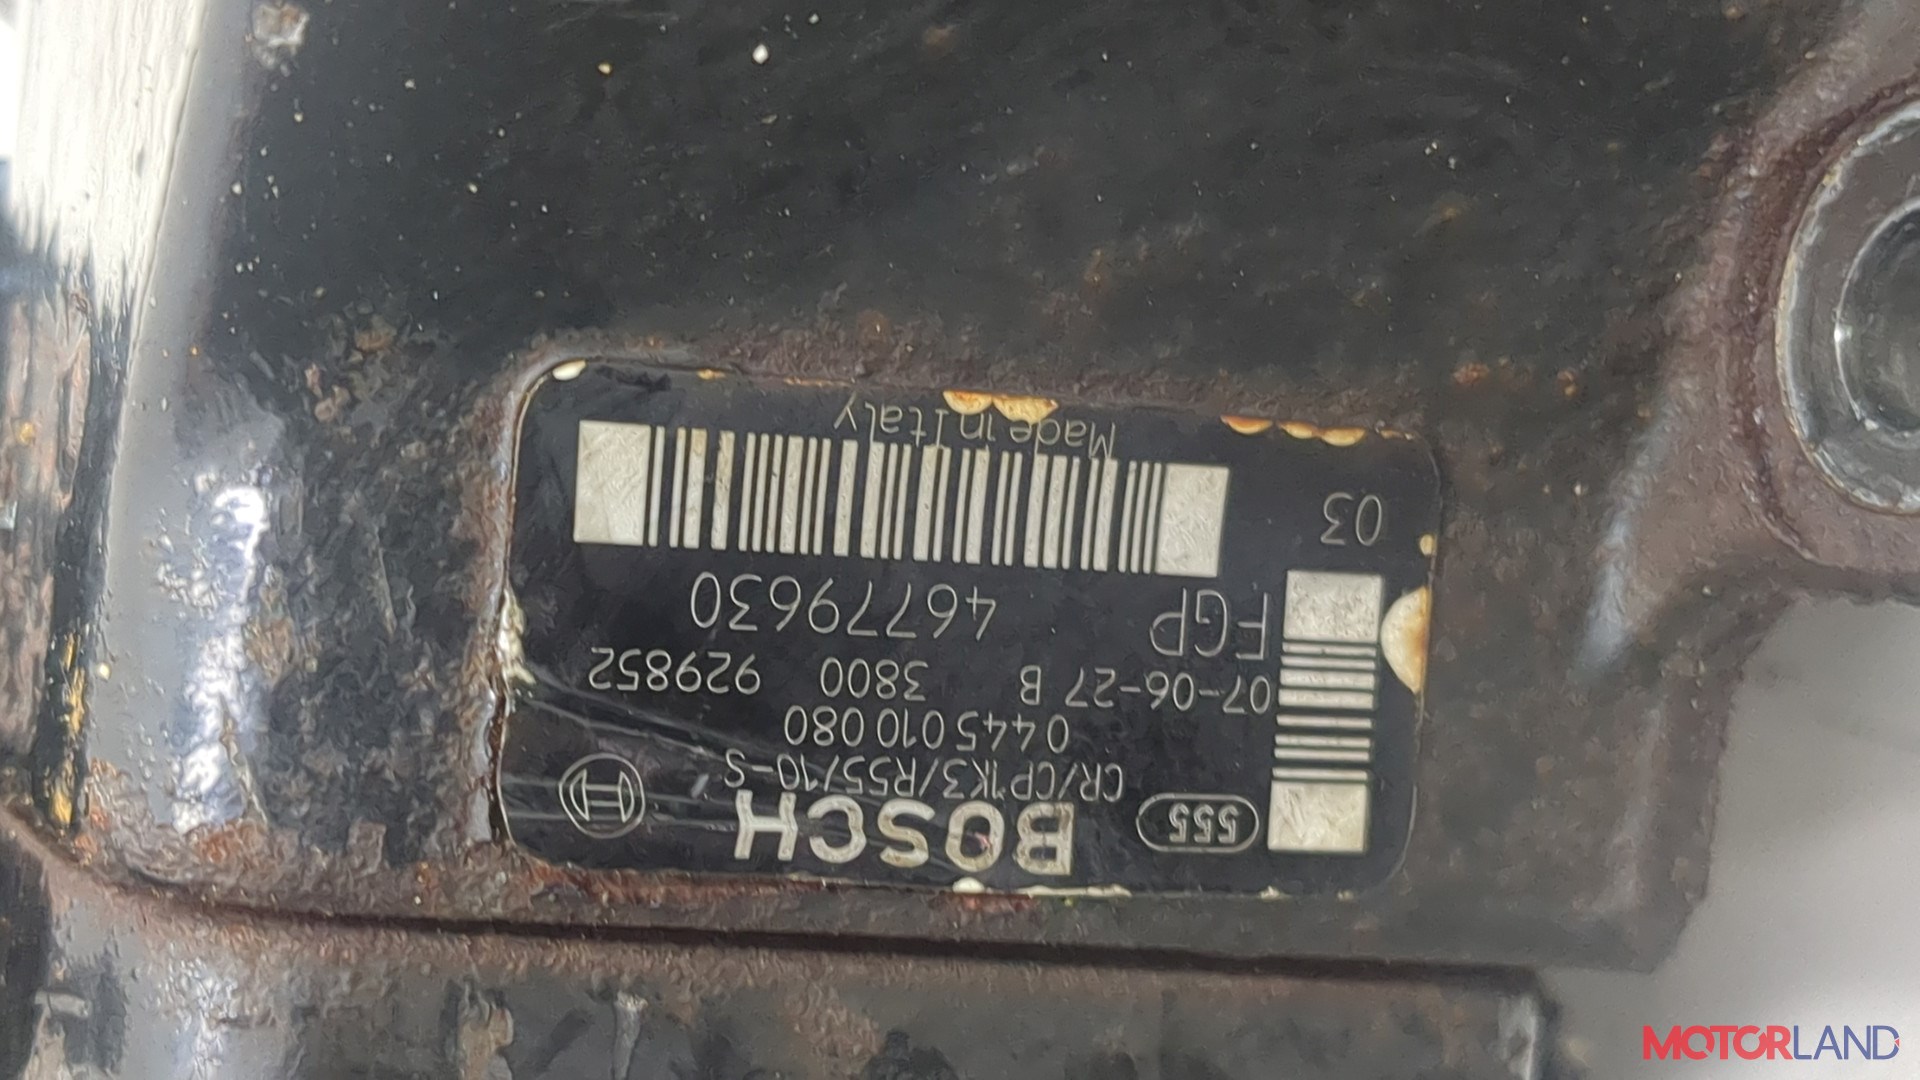 555 BOSCH
CR/CP1K3/R55/10-S
0 445 010 080
07-06-27 B 3800 929852
FGP 46779630
03
Made in Italy
MOTORLAND